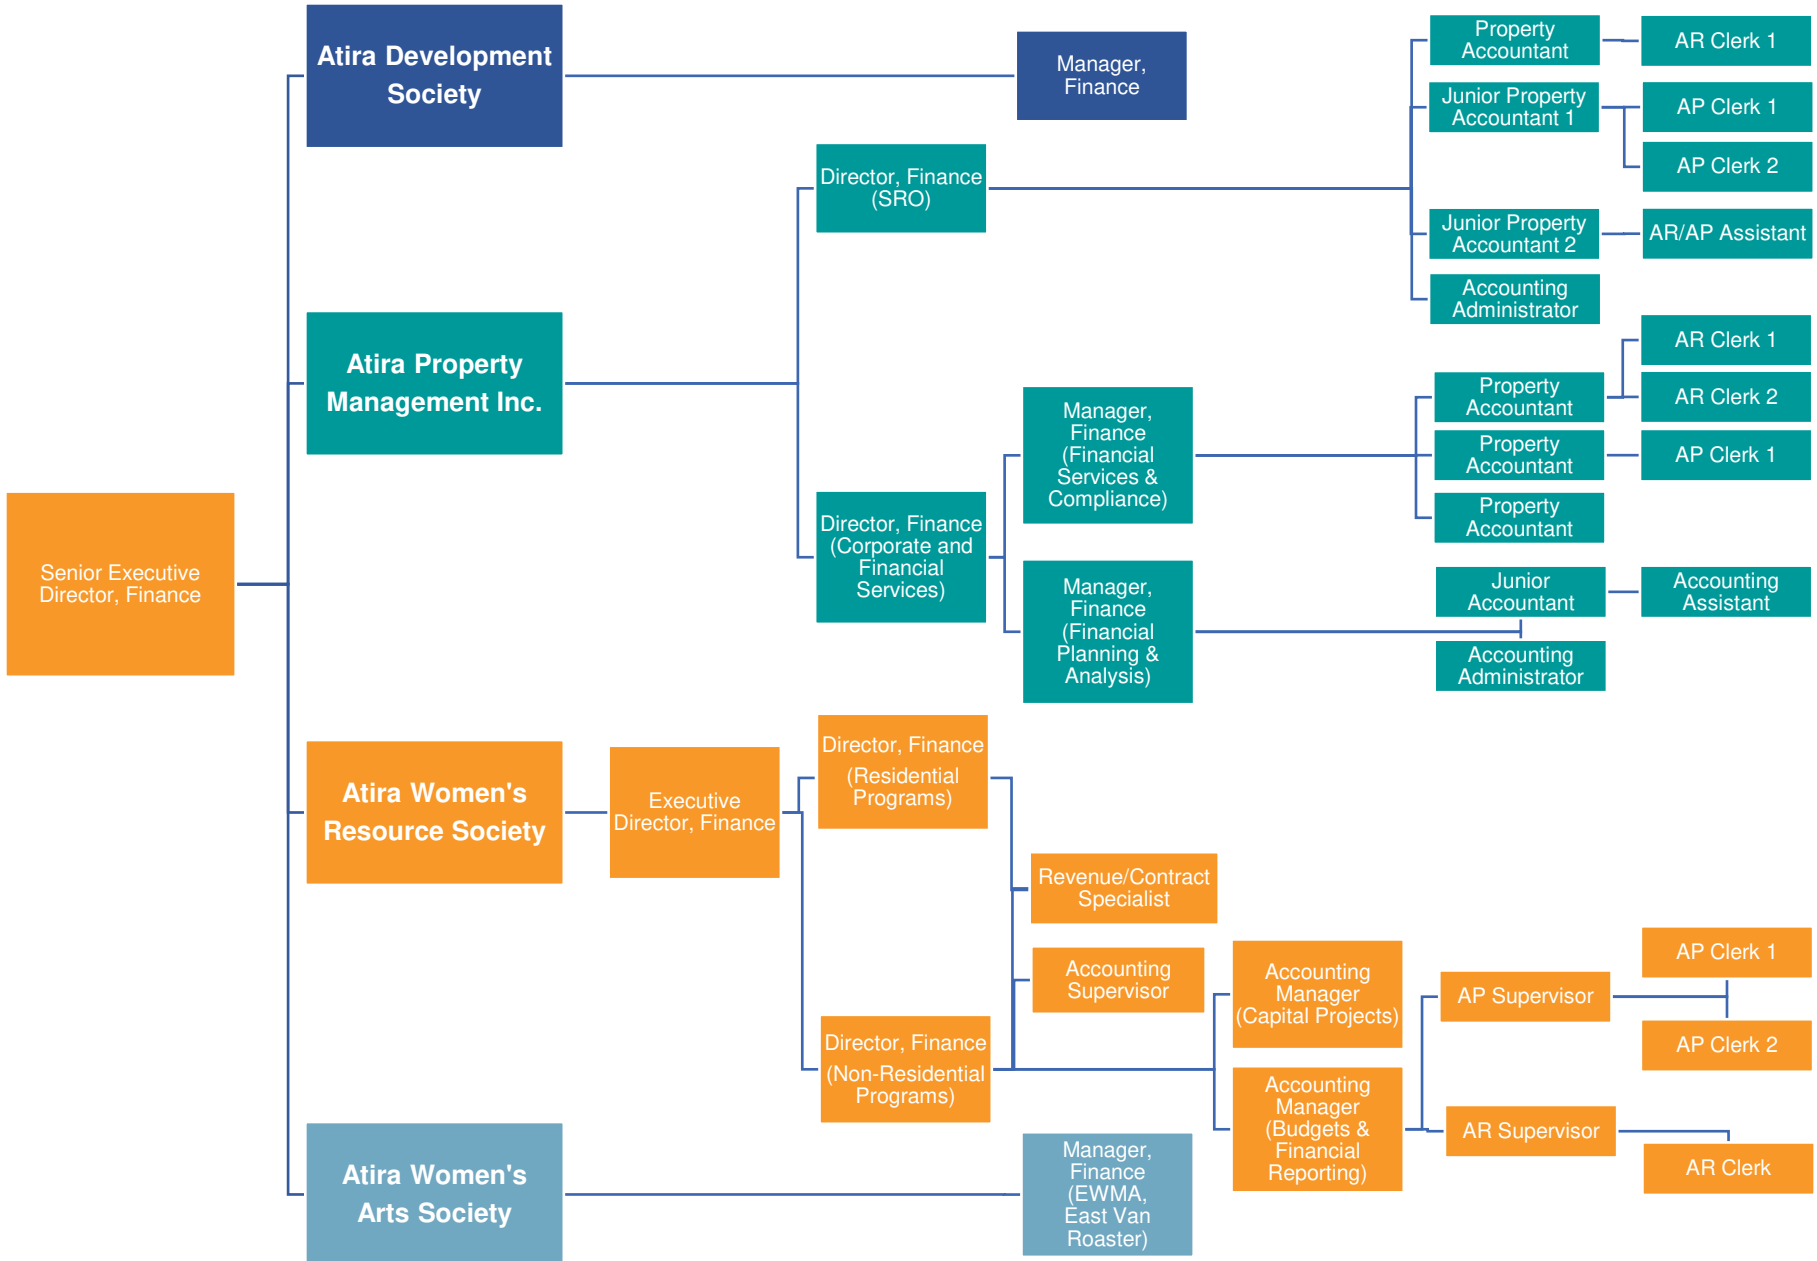 Senior Executive
Director, Finance
Atira Development
Society
Manager,
Finance
Atira Property
Management Inc.
Director, Finance
(SRO)
Property
Accountant
AR Clerk 1
Junior Property
Accountant 1
AP Clerk 1
AP Clerk 2
Junior Property
Accountant 2
AR/AP Assistant
Accounting
Administrator
Director, Finance
(Corporate and
Financial
Services)
Manager,
Finance
(Financial
Services &
Compliance)
Property
Accountant
AR Clerk 1
AR Clerk 2
Property
Accountant
AP Clerk 1
Property
Accountant
Manager,
Finance
(Financial
Planning &
Analysis)
Junior
Accountant
Accounting
Assistant
Accounting
Administrator
Atira Women's
Resource Society
Executive
Director, Finance
Director, Finance
(Residential
Programs)
Revenue/Contract
Specialist
Accounting
Supervisor
Director, Finance
(Non-Residential
Programs)
Accounting
Manager
(Capital Projects)
Accounting
Manager
(Budgets &
Financial
Reporting)
AP Supervisor
AP Clerk 1
AP Clerk 2
AR Supervisor
AR Clerk
Atira Women's
Arts Society
Manager,
Finance
(EWMA,
East Van
Roaster)